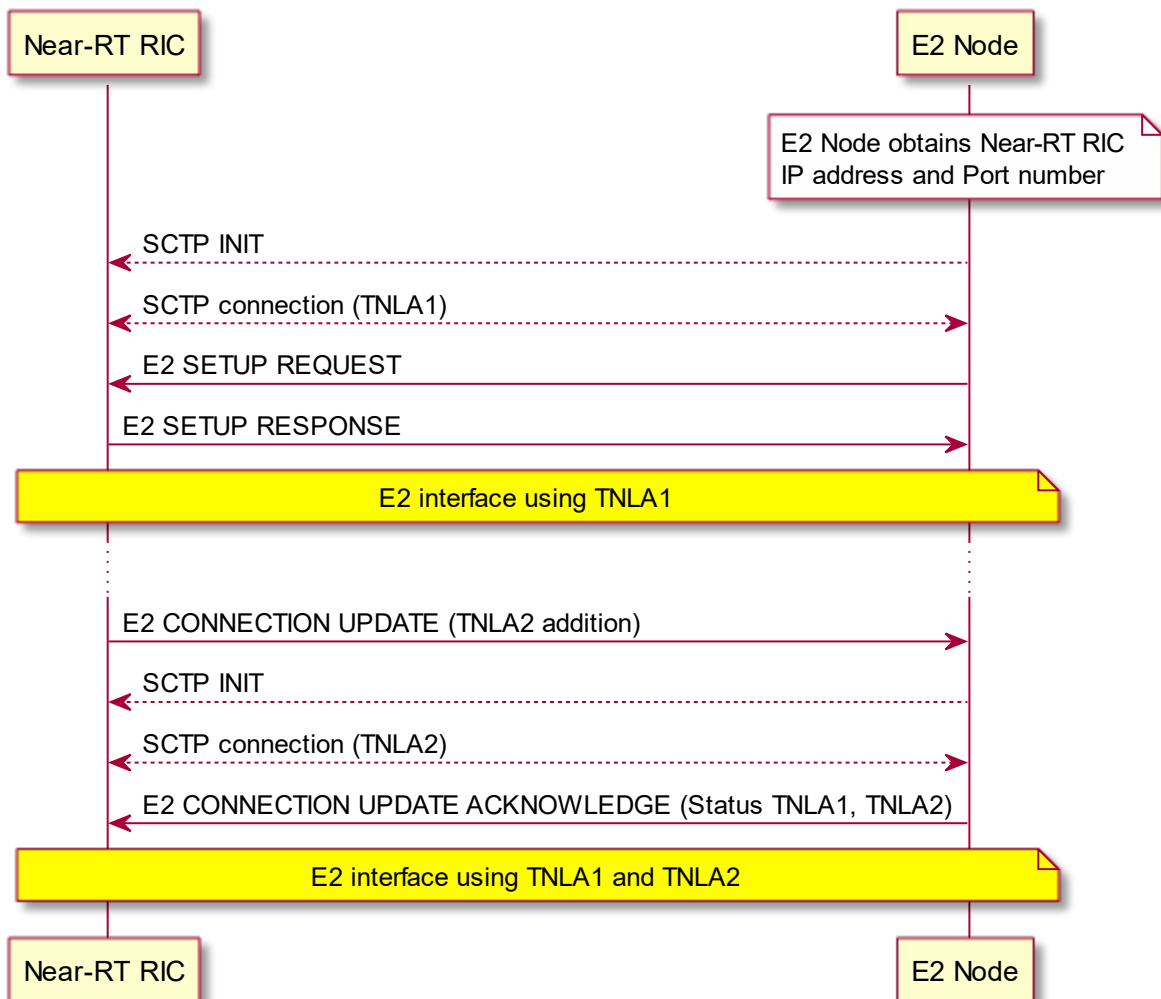 Near-RT RIC
E2 Node
E2 Node obtains Near-RT RIC
IP address and Port number
SCTP INIT
SCTP connection (TNLA1)
E2 SETUP REQUEST
E2 SETUP RESPONSE
E2 interface using TNLA1
E2 CONNECTION UPDATE (TNLA2 addition)
SCTP INIT
SCTP connection (TNLA2)
E2 CONNECTION UPDATE ACKNOWLEDGE (Status TNLA1, TNLA2)
E2 interface using TNLA1 and TNLA2
Near-RT RIC
E2 Node